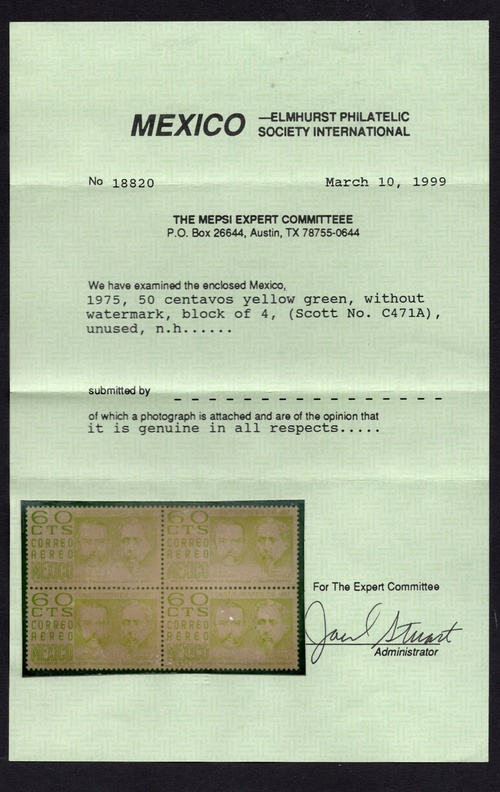 MEXICO —ELMHURST PHILATELIC
SOCIETY INTERNATIONAL
No 18820 March 10, 1999
THE MEPSI EXPERT COMMITTEEE
P.O. Box 26644, Austin, TX 78755-0644
We have examined the enclosed Mexico,
1975, 50 centavos yellow green, without
watermark, block of 4, (Scott No. C471A),
unused, n.h......
submitted by _ _ _ _ _ _ _ _ _ _ _ _ _ _ _ _ _ _ _
of which a photograph is attached and are of the opinion that
it is genuine in all respects.....
60 60
CTS CTS
CORREO CORREO
AEREO AEREO
MEXICO MEXICO
60 60
CTS CTS
CORREO CORREO
AEREO AEREO
MEXICO MEXICO
For The Expert Committee
Stuart
Administrator